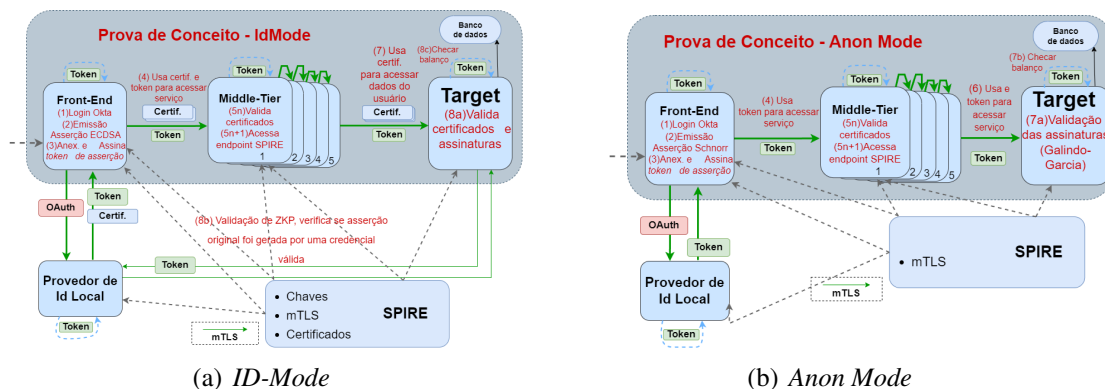 Prova de Conceito - IdMode
Banco
de dados
Token
Front-End
(1)Login Okta
(2)Emissão
Asserção ECDSA
(3)Anex. e Assina
token de asserção
(4) Usa certif. e
token para acessar
serviço
Certif.
Token
Token
Middle-Tier
(5n)Valida
certificados
(5n+1)Acessa
endpoint SPIRE
1
2
3
4
5
(7) Usa
certif.
para acessar
dados do
usuário
Certif.
Token
(8c)Checar
balanço
Token
Target
(8a)Valida
certificados e
assinaturas
OAuth
Token
Certif.
(8b) Validação de ZKP, verifica se asserção
original foi gerada por uma credencial
válida
Token
Provedor de
Id Local
Token
mTLS
Chaves
mTLS
Certificados
SPIRE
(a) ID-Mode
Prova de Conceito - Anon Mode
Banco de
dados
Token
Front-End
(1)Login Okta
(2)Emissão
Asserção Schnorr
(3)Anex. e Assina
token de asserção
(4) Usa
token para acessar
serviço
Token
Token
Middle-Tier
(5n)Valida
certificados
(5n+1)Acessa
endpoint SPIRE
1
2
3
4
5
(6) Usa e
token para
acessar
serviço
Token
(7b) Checar
balanço
Token
Target
(7a)Validação
das assinaturas
(Galindo-
Garcia)
OAuth
Token
Provedor de
Id Local
Token
mTLS
mTLS
SPIRE
(b) Anon Mode